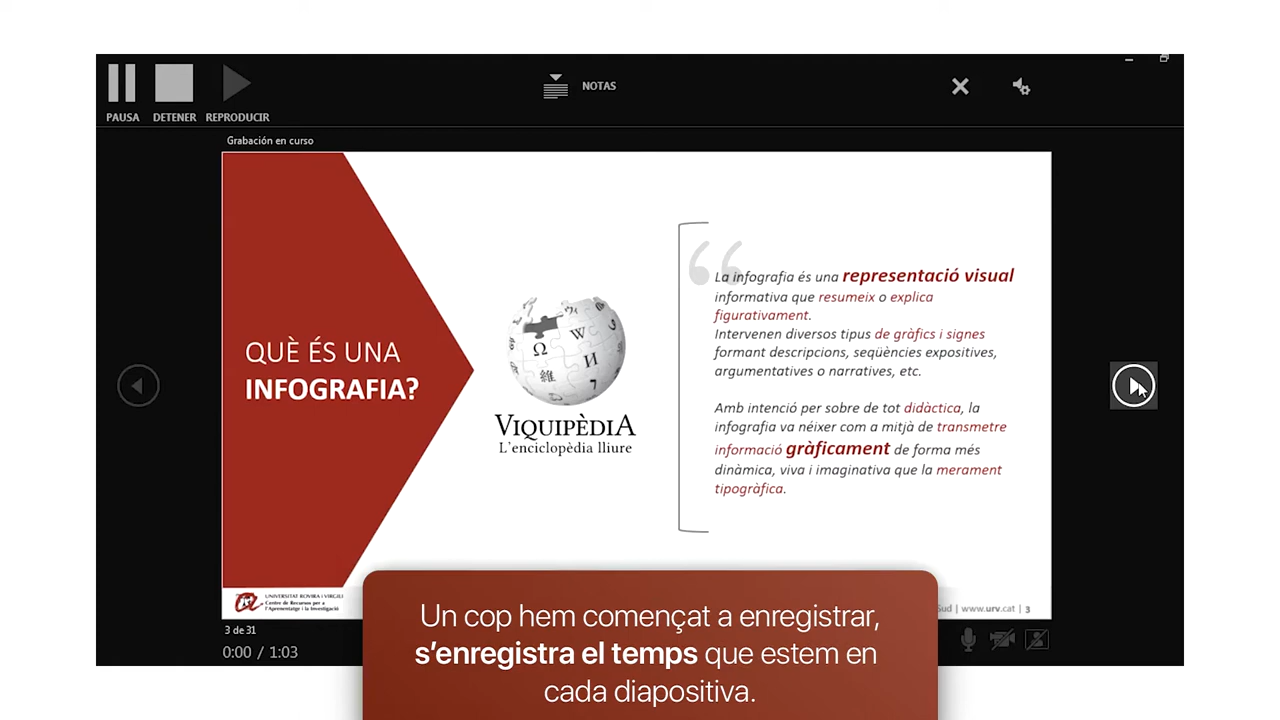 PAUSA
DETENER
REPRODUCIR
NOTAS
Grabación en curso
QUÈ ÉS UNA
INFOGRAFIA?
Ω
W
И
維
VIQUIPÈDIA
L'enciclopèdia lliure
“
La infografia és una representació visual
informativa que resumeix o explica
figurativament.
Intervenen diversos tipus de gràfics i signes
formant descripcions, seqüències expositives,
argumentatives o narratives, etc.
Amb intenció per sobre de tot didàctica, la
infografia va néixer com a mitjà de transmetre
informació gràficament de forma més
dinàmica, viva i imaginativa que la merament
tipogràfica.
UNIVERSITAT ROVIRA I VIRGILI
Centre de Recursos per a
l'Aprenentatge i la Investigació
Sud | www.urv.cat | 3
3 de 31
0:00 / 1:03
Un cop hem començat a enregistrar,
s'enregistra el temps que estem en
cada diapositiva.